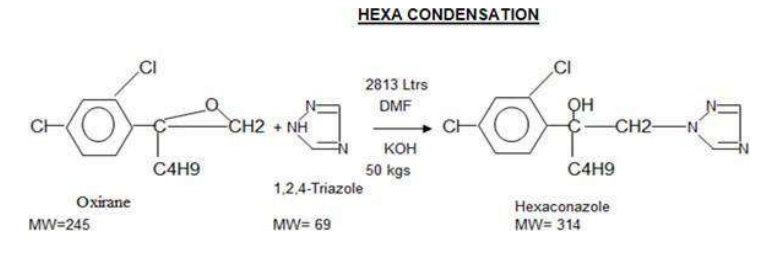 HEXA CONDENSATION
Cl
Cl
O
C
CH2
C4H9
Oxirane
MW=245
+
N
NH
N
1,2,4-Triazole
MW= 69
2813 Ltrs
DMF
KOH
50 kgs
Cl
Cl
OH
C
CH2
N
N
N
C4H9
Hexaconazole
MW= 314